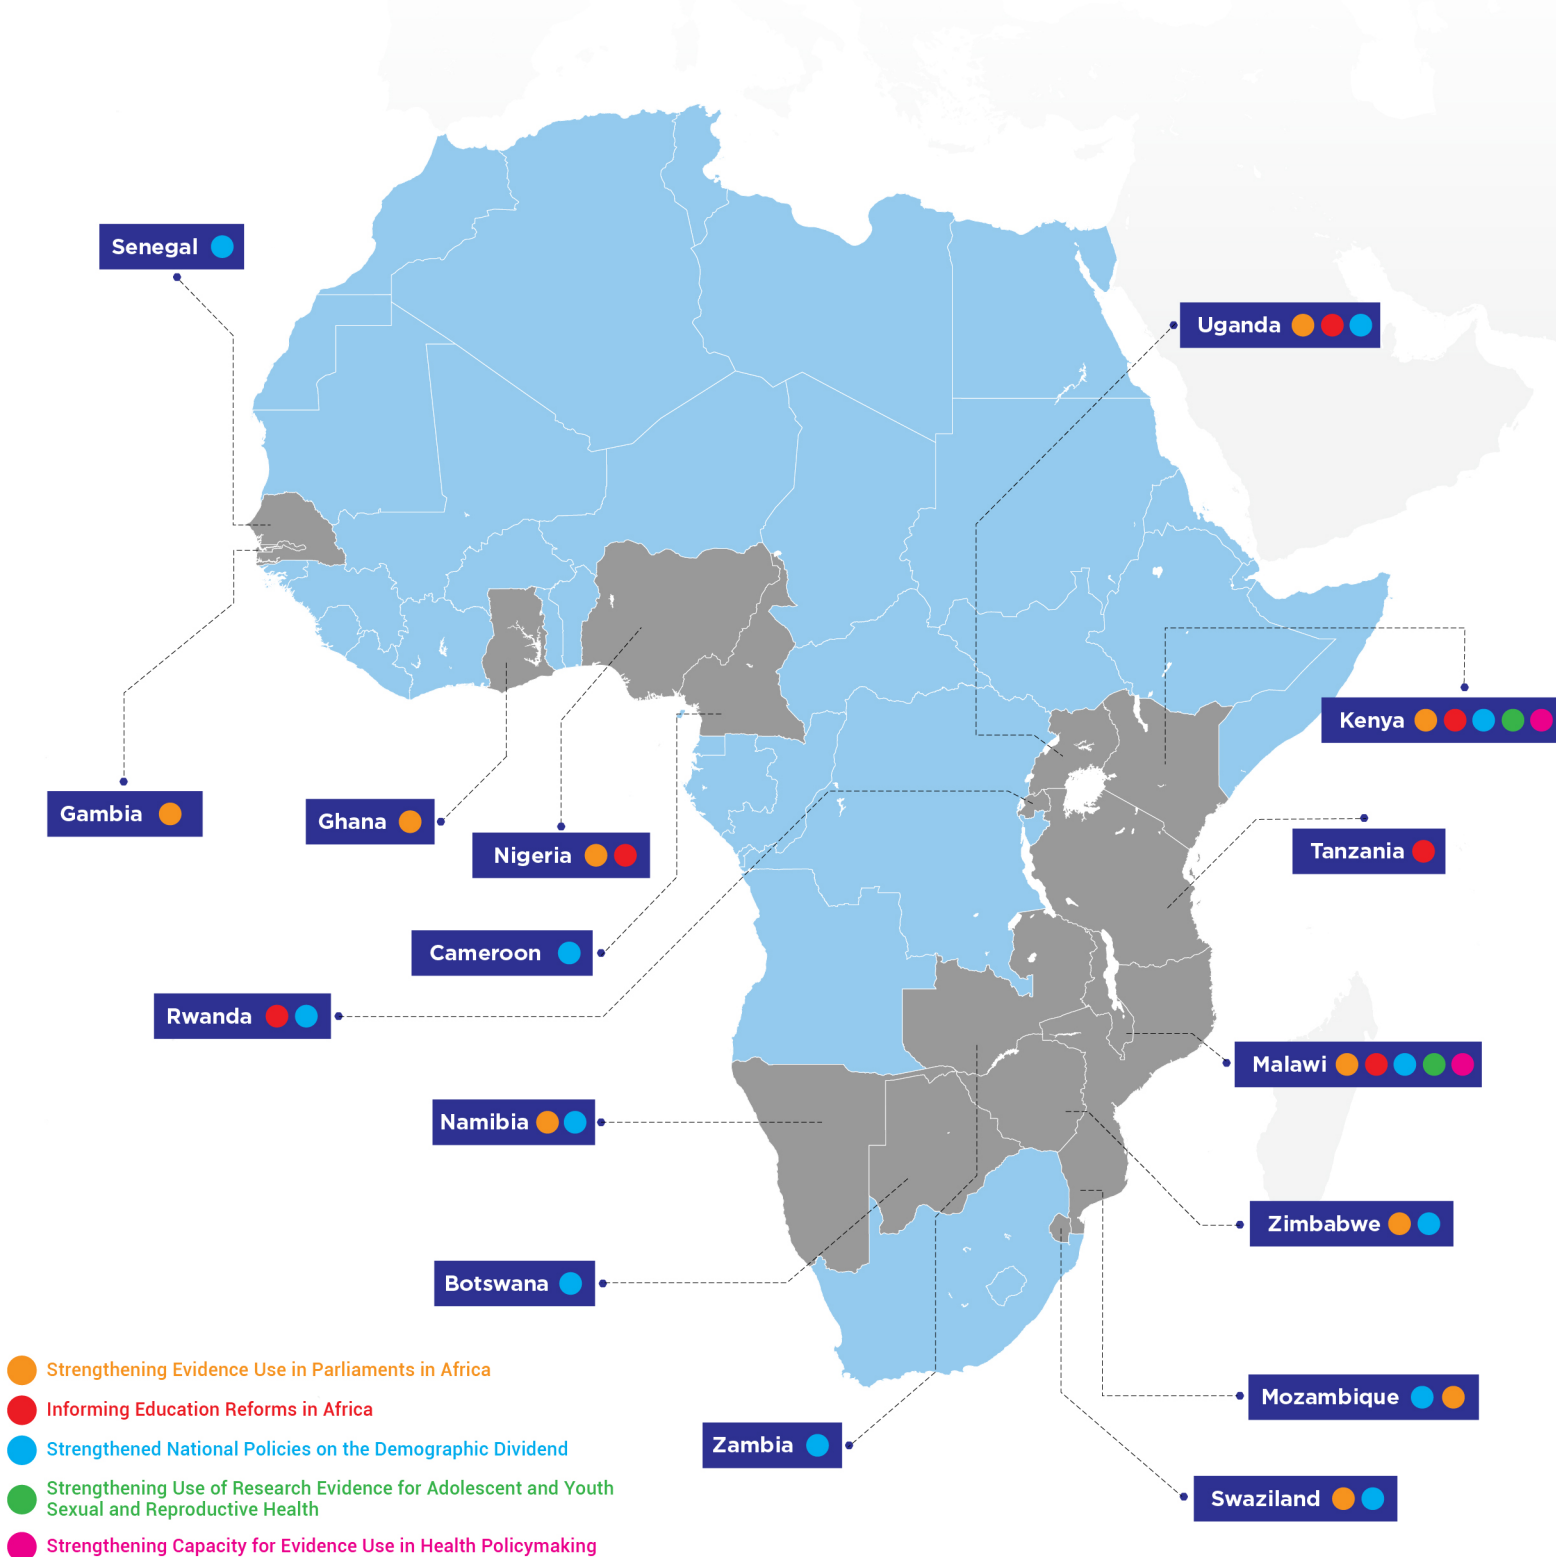 Senegal
Uganda
Kenya
Gambia
Ghana
Nigeria
Tanzania
Cameroon
Rwanda
Malawi
Namibia
Zimbabwe
Botswana
Mozambique
Zambia
Swaziland
Strengthening Evidence Use in Parliaments in Africa
Informing Education Reforms in Africa
Strengthened National Policies on the Demographic Dividend
Strengthening Use of Research Evidence for Adolescent and Youth
Sexual and Reproductive Health
Strengthening Capacity for Evidence Use in Health Policymaking